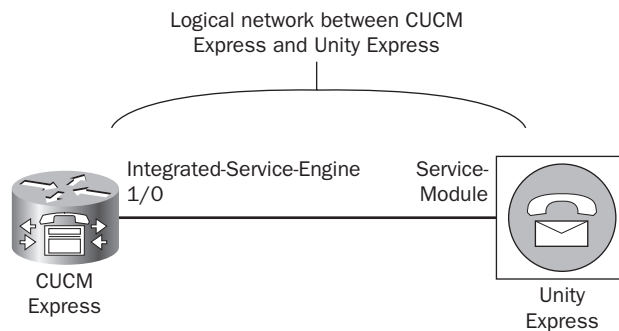 Logical network between CUCM
Express and Unity Express
Integrated-Service-Engine
1/0
Service-
Module
CUCM
Express
Unity
Express